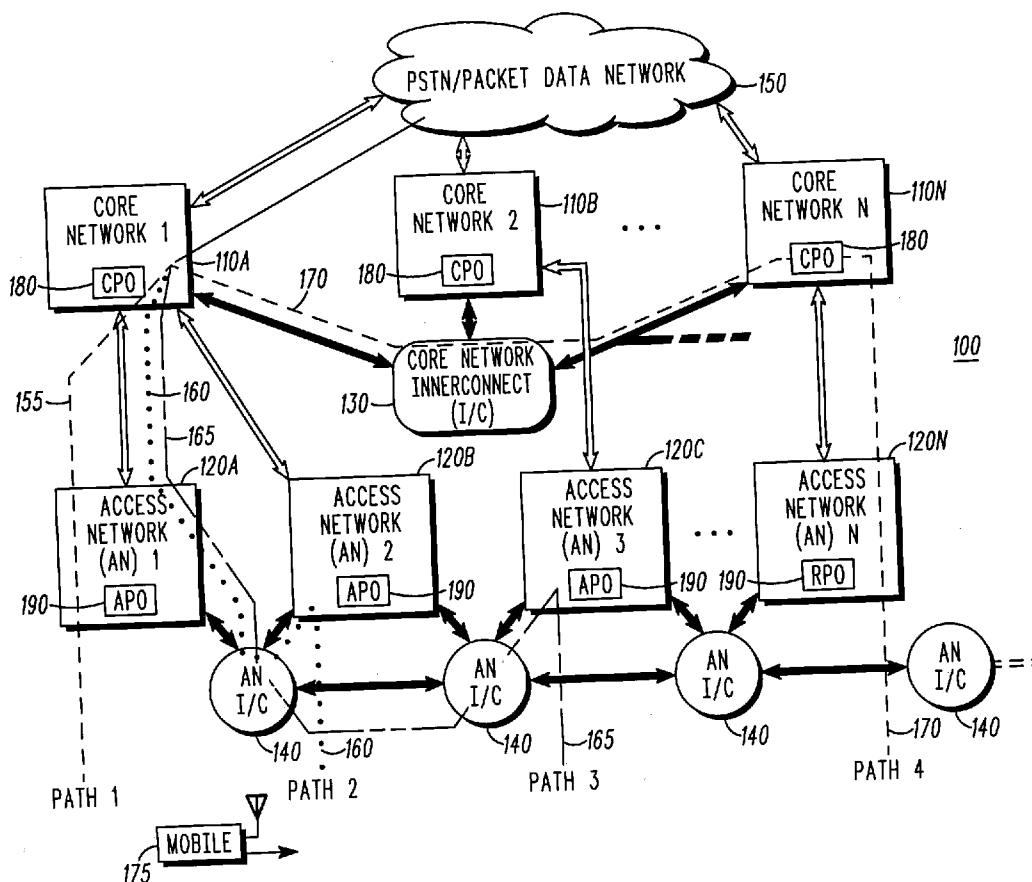 PSTN/PACKET DATA NETWORK
150
CORE
NETWORK 1
110A
180
CPO
CORE
NETWORK 2
110B
180
CPO
...
CORE
NETWORK N
110N
CPO
180
170
CORE NETWORK
INNERCONNECT
(I/C)
130
100
155
160
165
120A
ACCESS
NETWORK
(AN) 1
190
APO
120B
ACCESS
NETWORK
(AN) 2
APO
190
120C
ACCESS
NETWORK
(AN) 3
APO
190
...
120N
ACCESS
NETWORK
(AN) N
190
RPO
AN
I/C
140
AN
I/C
140
AN
I/C
140
AN
I/C
140
160
165
170
PATH 1
PATH 2
PATH 3
PATH 4
MOBILE
175